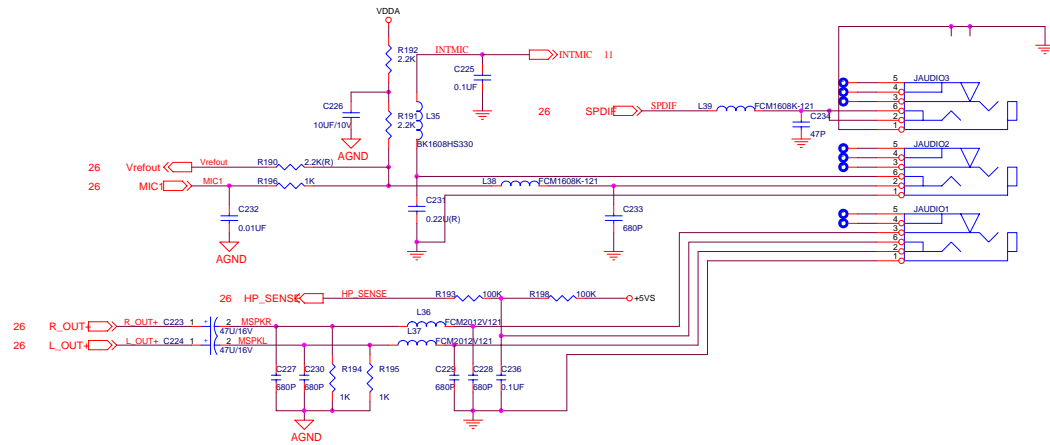 VDDA
R192
2.2K
INTMIC
INTMIC 11
C225
0.1UF
C226
10UF/10V
AGND
R191
2.2K
L35
BK1608HS330
26 SPDIF
SPDIF
L39
FCM1608K-121
C234
47P
5
4
3
6
2
1
JAUDIO3
26 Vrefout
Vrefout
R190
2.2K(R)
26 MIC1
MIC1
R196
1K
L38
FCM1608K-121
5
4
3
6
2
1
JAUDIO2
C232
0.01UF
AGND
C231
0.22U(R)
C233
680P
5
4
3
6
2
1
JAUDIO1
26 HP_SENSE
HP_SENSE
R193
100K
R198
100K
+5VS
26 R_OUT+
R_OUT+
C223
1
+
2
MSPKR
47U/16V
L36
FCM2012V121
26 L_OUT+
L_OUT+
C224
1
+
2
MSPKL
47U/16V
L37
C227
680P
C230
680P
R194
1K
R195
1K
C229
680P
C228
680P
C236
0.1UF
AGND